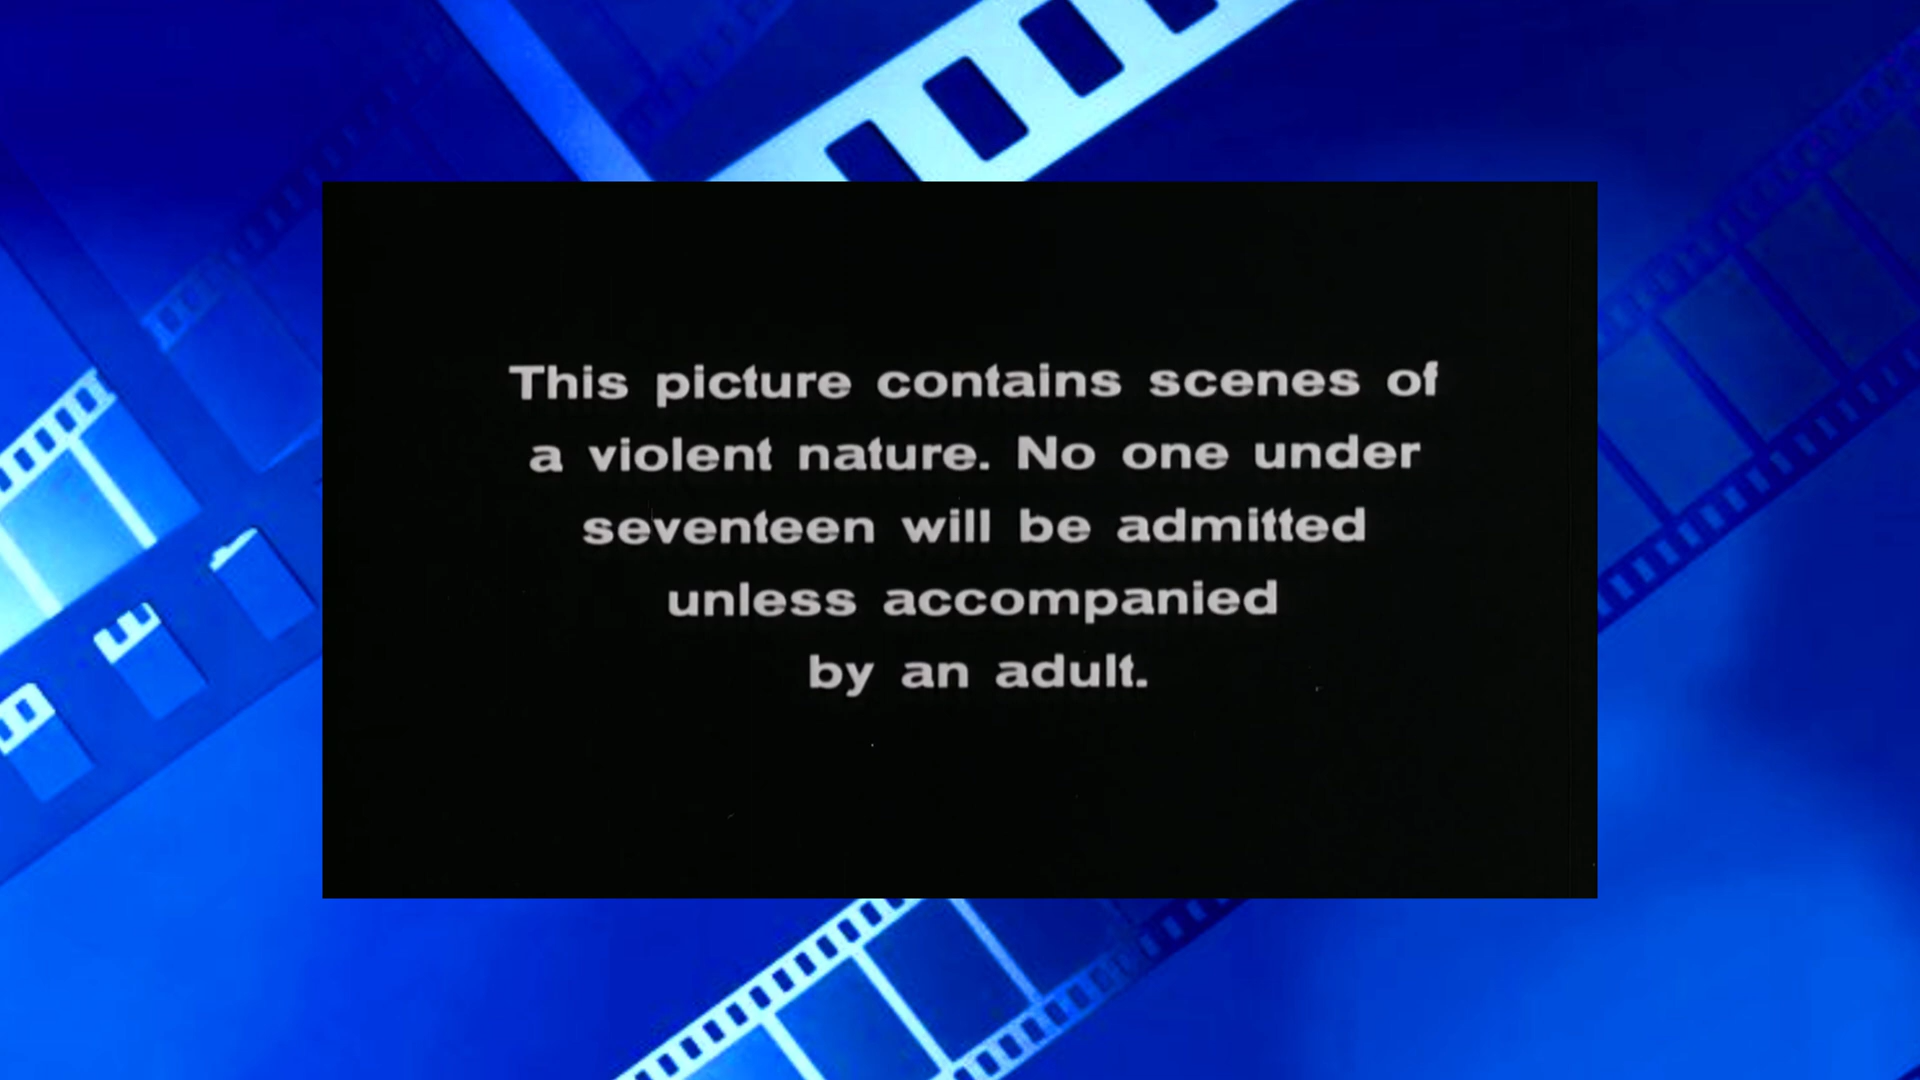 This picture contains scenes of
a violent nature. No one under
seventeen will be admitted
unless accompanied
by an adult.